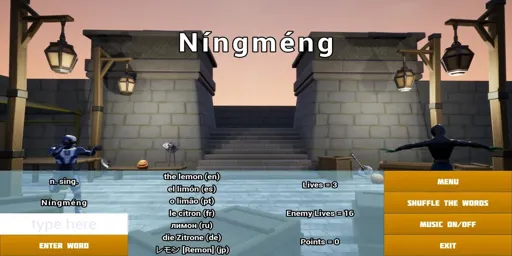 Níngméng
n. sing.
Níngméng
type here
ENTER WORD
the lemon (en)
el limón (es)
o limão (pt)
le citron (fr)
лимон (ru)
die Zitrone (de)
レモン [Remon] (jp)
Lives = 3
Enemy Lives = 16
Points = 0
MENU
SHUFFLE THE WORDS
MUSIC ON/OFF
EXIT